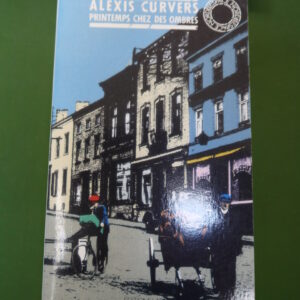 ALEXIS CURVERS
PRINTEMPS CHEZ DES OMBRES